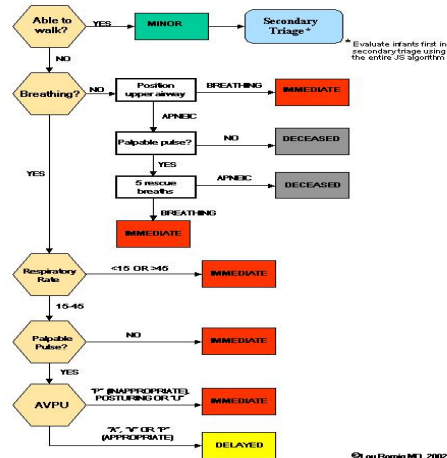 Able to
walk?
YES
MINOR
Secondary
Triage*
* Evaluate infants first in
secondary triage using
the entire JS algorithm
NO
Breathing?
NO
Position
upper airway
BREATHING
IMMEDIATE
APNEIC
Palpable pulse?
NO
DECEASED
YES
5 rescue
breaths
APNEIC
DECEASED
BREATHING
IMMEDIATE
YES
Respiratory
Rate
<15 OR >45
IMMEDIATE
15-45
Palpable
Pulse?
NO
IMMEDIATE
YES
AVPU
"P" (INAPPROPRIATE),
POSTURING OR "U"
IMMEDIATE
"A", "V" OR "P"
(APPROPRIATE)
DELAYED
©Lou Romig MD, 2002